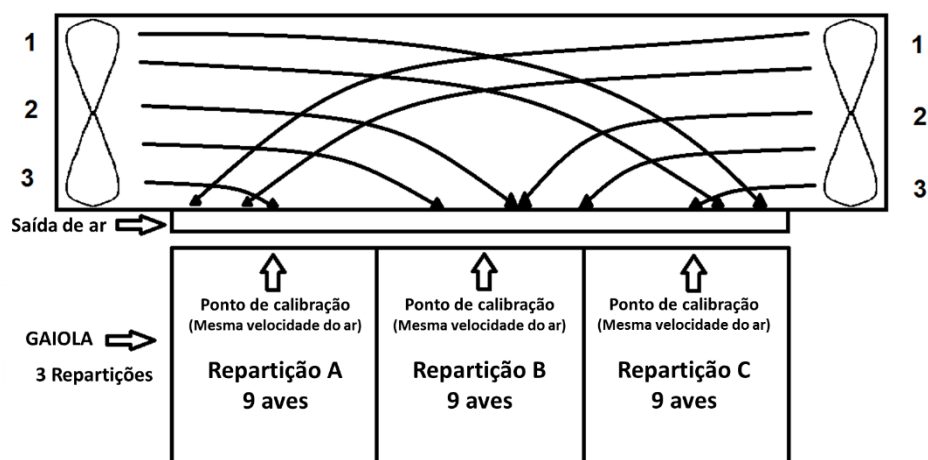 1
1
2
2
3
3
Saída de ar
Ponto de calibração
(Mesma velocidade do ar)
Ponto de calibração
(Mesma velocidade do ar)
Ponto de calibração
(Mesma velocidade do ar)
GAIOLA
3 Repartições
Repartição A
9 aves
Repartição B
9 aves
Repartição C
9 aves